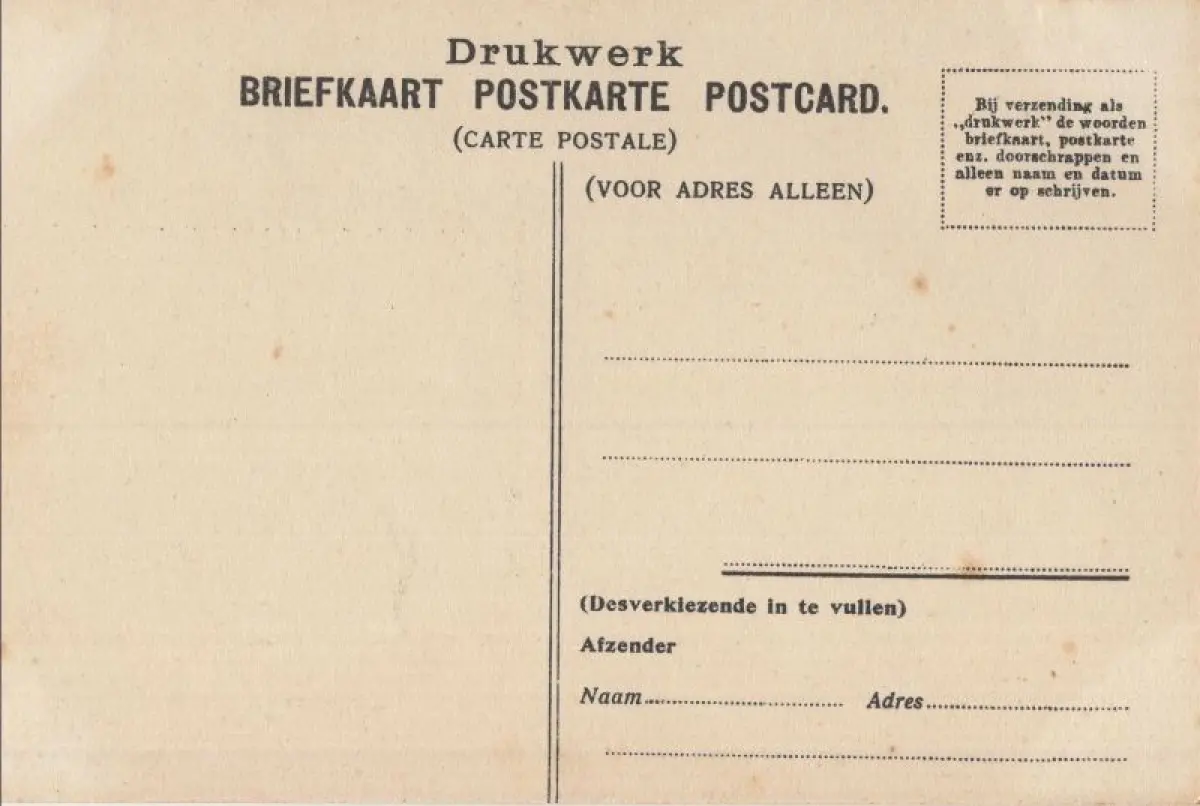 Drukwerk
BRIEFKAART POSTKARTE POSTCARD.
(CARTE POSTALE)
(VOOR ADRES ALLEEN)
Bij verzending als
„drukwerk” de woorden
briefkaart, postkarte
enz. doorschrappen en
alleen naam en datum
er op schrijven.
(Desverkiezende in te vullen)
Afzender
Naam
Adres